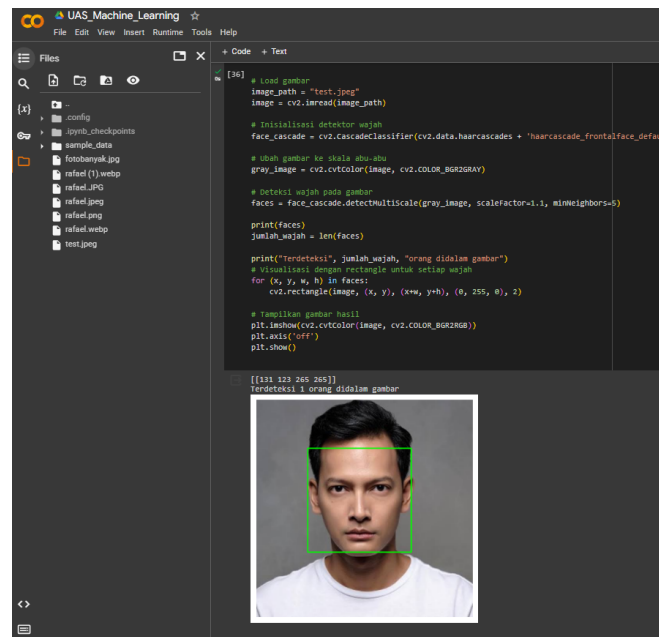 UAS_Machine_Learning
File Edit View Insert Runtime Tools Help
Files
+ Code + Text
..
.config
.ipynb_checkpoints
sample_data
fotobanyak.jpg
rafael (1).webp
rafael.JPG
rafael.jpeg
rafael.png
rafael.webp
test.jpeg
{x}
[36]
# Load gambar
image_path = "test.jpeg"
image = cv2.imread(image_path)
# Inisialisasi detektor wajah
face_cascade = cv2.CascadeClassifier(cv2.data.haarcascades + 'haarcascade_frontalface_defau
# Ubah gambar ke skala abu-abu
gray_image = cv2.cvtColor(image, cv2.COLOR_BGR2GRAY)
# Deteksi wajah pada gambar
faces = face_cascade.detectMultiScale(gray_image, scaleFactor=1.1, minNeighbors=5)
print(faces)
jumlah_wajah = len(faces)
print("Terdeteksi", jumlah_wajah, "orang didalam gambar")
# Visualisasi dengan rectangle untuk setiap wajah
for (x, y, w, h) in faces:
cv2.rectangle(image, (x, y), (x+w, y+h), (0, 255, 0), 2)
# Tampilkan gambar hasil
plt.imshow(cv2.cvtColor(image, cv2.COLOR_BGR2RGB))
plt.axis('off')
plt.show()
[[131 123 265 265]]
Terdeteksi 1 orang didalam gambar